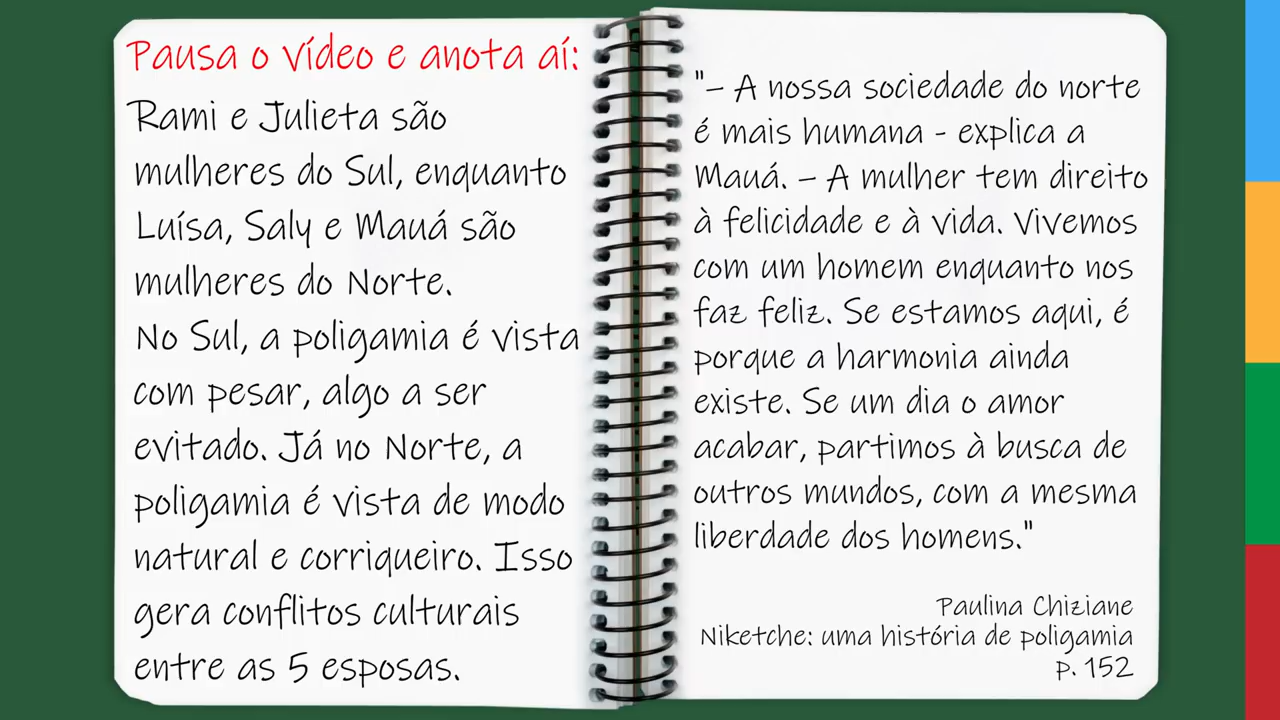 Pausa o vídeo e anota aí:
Rami e Julieta são
mulheres do Sul, enquanto
Luísa, Saly e Mauá são
mulheres do Norte.
No Sul, a poligamia é vista
com pesar, algo a ser
evitado. Já no Norte, a
poligamia é vista de modo
natural e corriqueiro. Isso
gera conflitos culturais
entre as 5 esposas.
"– A nossa sociedade do norte
é mais humana - explica a
Mauá. – A mulher tem direito
à felicidade e à vida. Vivemos
com um homem enquanto nos
faz feliz. Se estamos aqui, é
porque a harmonia ainda
existe. Se um dia o amor
acabar, partimos à busca de
outros mundos, com a mesma
liberdade dos homens."
Paulina Chiziane
Niketche: uma história de poligamia
p. 152